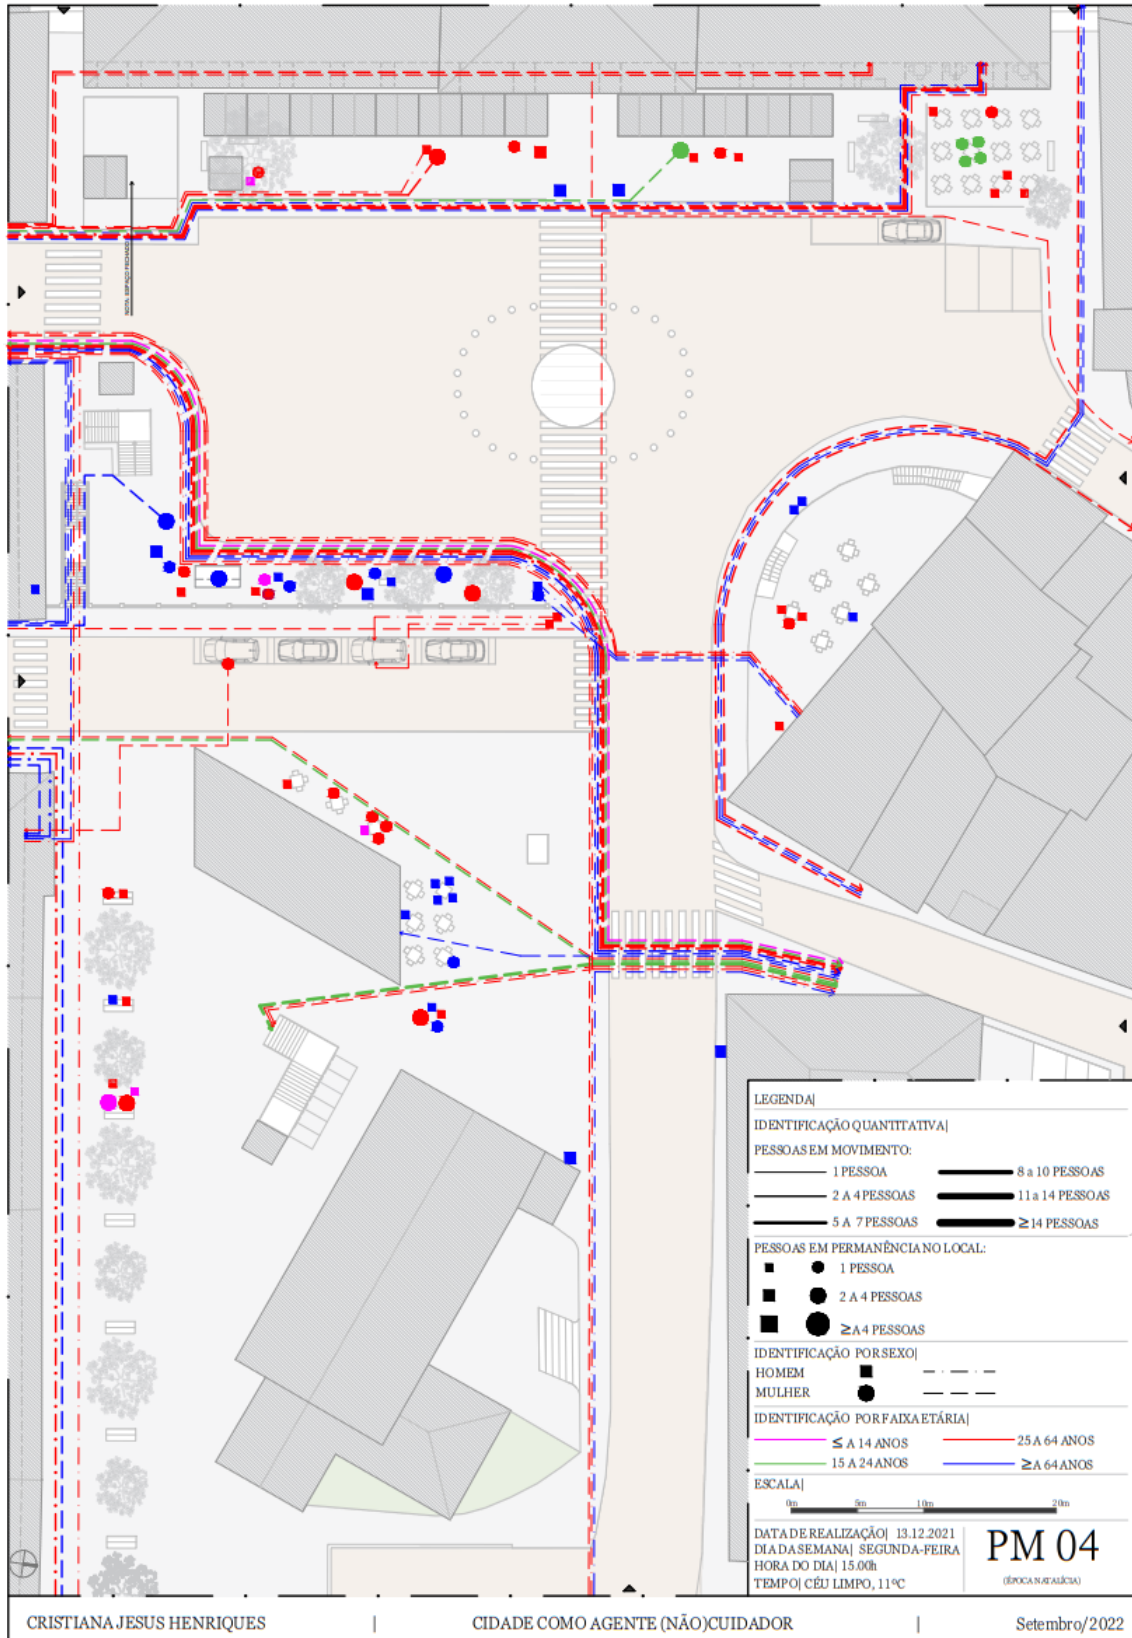 NOTA: ESPAÇO FECHADO
LEGENDA|
IDENTIFICAÇÃO QUANTITATIVA|
PESSOAS EM MOVIMENTO:
1 PESSOA
8 a 10 PESSOAS
2 A 4 PESSOAS
11 a 14 PESSOAS
5 A 7 PESSOAS
≥14 PESSOAS
PESSOAS EM PERMANÊNCIA NO LOCAL:
1 PESSOA
2 A 4 PESSOAS
≥A 4 PESSOAS
IDENTIFICAÇÃO POR SEXO|
HOMEM
MULHER
IDENTIFICAÇÃO POR FAIXA ETÁRIA|
≤ A 14 ANOS
25 A 64 ANOS
15 A 24 ANOS
≥A 64 ANOS
ESCALA|
0m 5m 10m 20m
DATA DE REALIZAÇÃO| 13.12.2021
DIA DA SEMANA| SEGUNDA-FEIRA
HORA DO DIA| 15.00h
TEMPO| CÉU LIMPO, 11ºC
PM 04
(ÉPOCA NATALÍCIA)
CRISTIANA JESUS HENRIQUES | CIDADE COMO AGENTE (NÃO)CUIDADOR | Setembro/2022